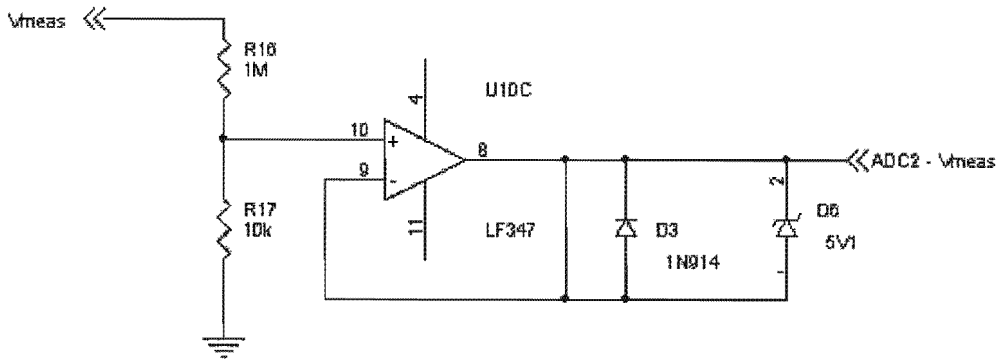 Vmeas
R16
1M
4
U10C
10
+
8
ADC2 - Vmeas
9
-
2
R17
10k
11
LF347
D3
1N914
D6
5V1
1